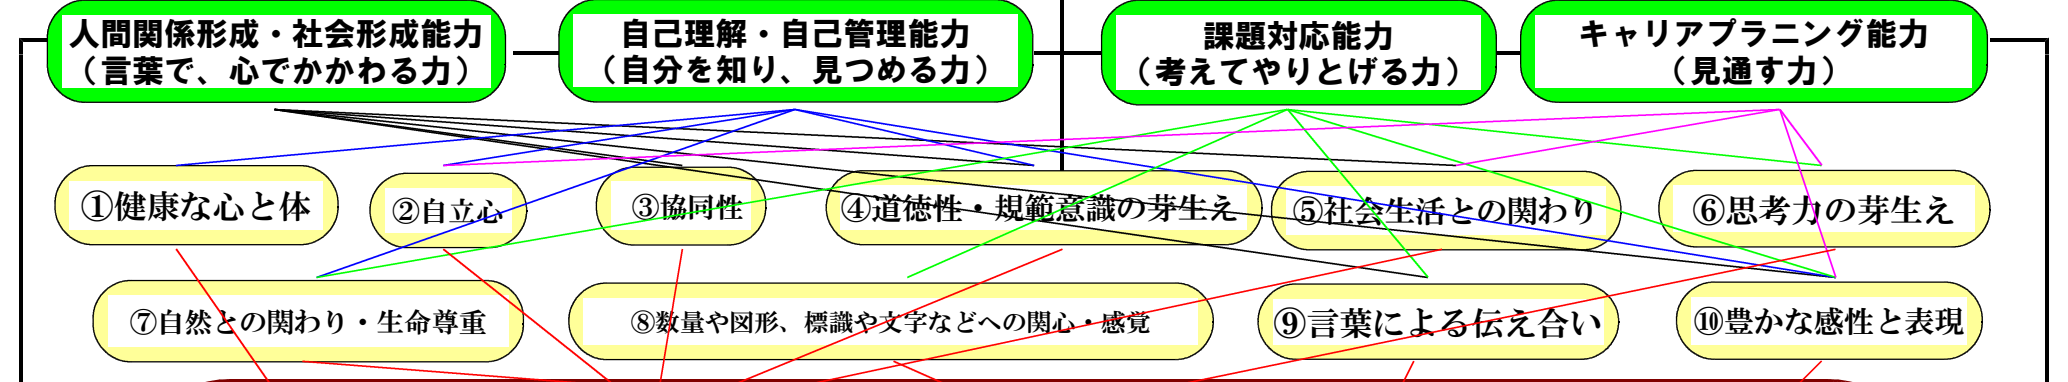 人間関係形成・社会形成能力
（言葉で、心でかかわる力）
自己理解・自己管理能力
（自分を知り、見つめる力）
課題対応能力
（考えてやりとげる力）
キャリアプラニング能力
（見通す力）
①健康な心と体
②自立心
③協同性
④道徳性・規範意識の芽生え
⑤社会生活との関わり
⑥思考力の芽生え
⑦自然との関わり・生命尊重
⑧数量や図形、標識や文字などへの関心・感覚
⑨言葉による伝え合い
⑩豊かな感性と表現